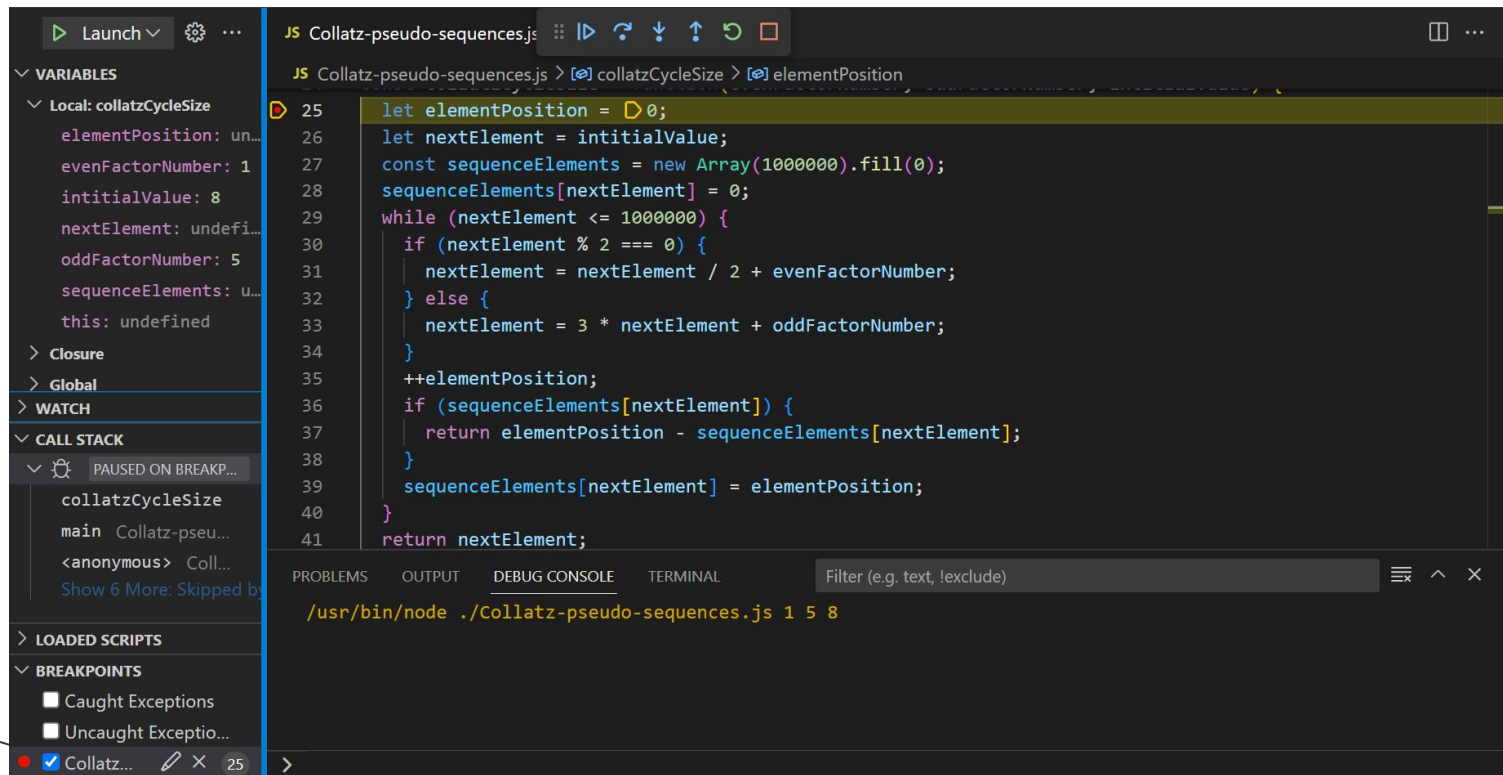 Launch
JS Collatz-pseudo-sequences.js
VARIABLES
Local: collatzCycleSize
elementPosition: un…
evenFactorNumber: 1
intitialValue: 8
nextElement: undefi…
oddFactorNumber: 5
sequenceElements: u…
this: undefined
Closure
Global
WATCH
CALL STACK
PAUSED ON BREAKP…
collatzCycleSize
main Collatz-pseu…
<anonymous> Coll…
Show 6 More: Skipped by
LOADED SCRIPTS
BREAKPOINTS
Caught Exceptions
Uncaught Exceptio…
Collatz… 25
JS Collatz-pseudo-sequences.js > collatzCycleSize > elementPosition
25 let elementPosition = 0;
26 let nextElement = intitialValue;
27 const sequenceElements = new Array(1000000).fill(0);
28 sequenceElements[nextElement] = 0;
29 while (nextElement <= 1000000) {
30 if (nextElement % 2 === 0) {
31 nextElement = nextElement / 2 + evenFactorNumber;
32 } else {
33 nextElement = 3 * nextElement + oddFactorNumber;
34 }
35 ++elementPosition;
36 if (sequenceElements[nextElement]) {
37 return elementPosition - sequenceElements[nextElement];
38 }
39 sequenceElements[nextElement] = elementPosition;
40 }
41 return nextElement;
PROBLEMS OUTPUT DEBUG CONSOLE TERMINAL Filter (e.g. text, !exclude)
/usr/bin/node ./Collatz-pseudo-sequences.js 1 5 8
>